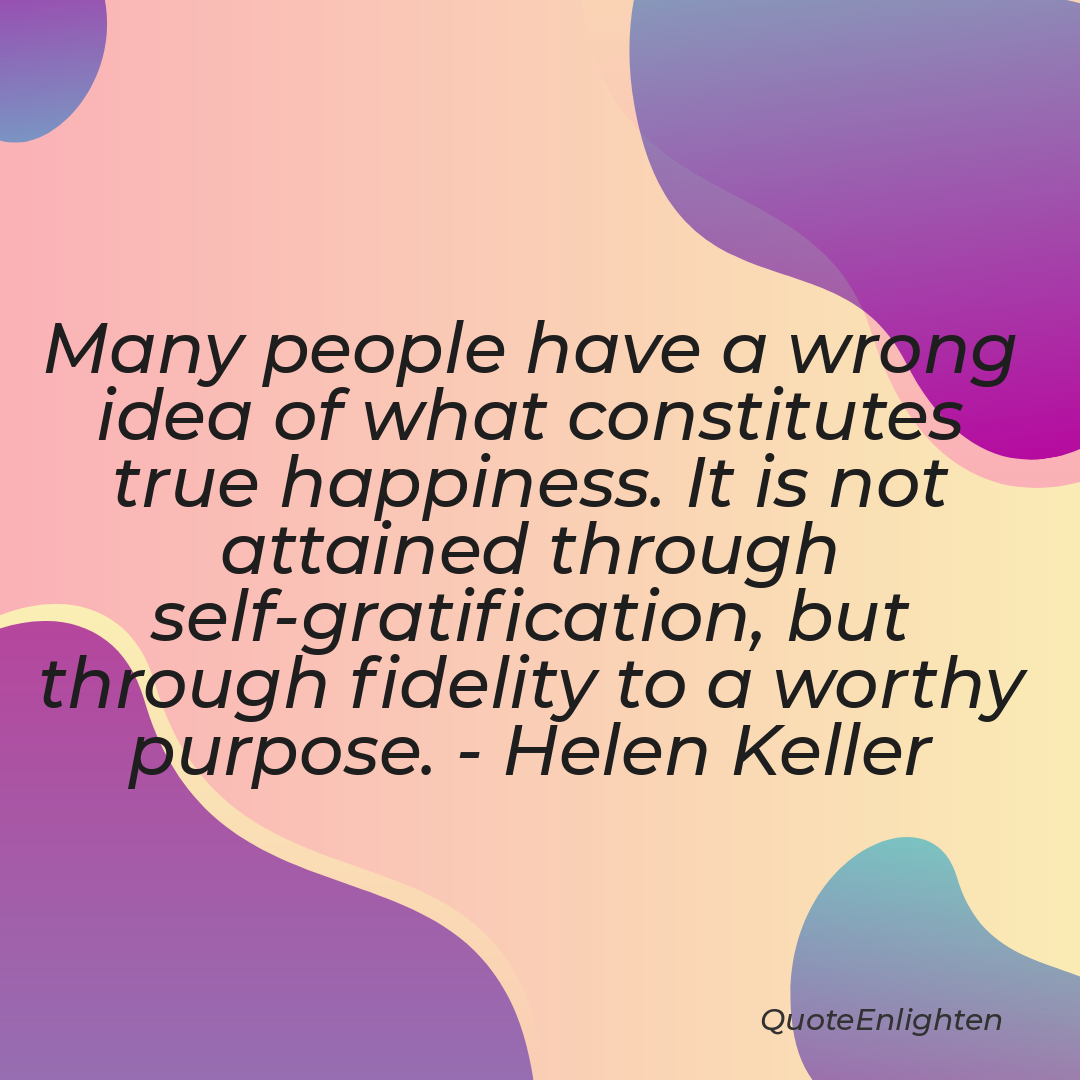 Many people have a wrong
idea of what constitutes
true happiness. It is not
attained through
self-gratification, but
through fidelity to a worthy
purpose. - Helen Keller
QuoteEnlighten